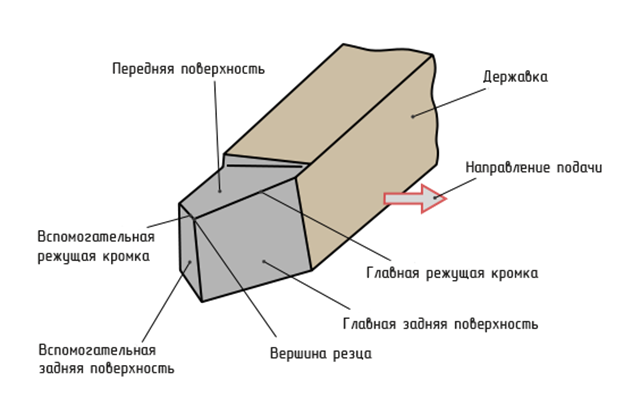 Передняя поверхность
Державка
Направление подачи
Вспомогательная
режущая кромка
Главная режущая кромка
Главная задняя поверхность
Вершина резца
Вспомогательная
задняя поверхность